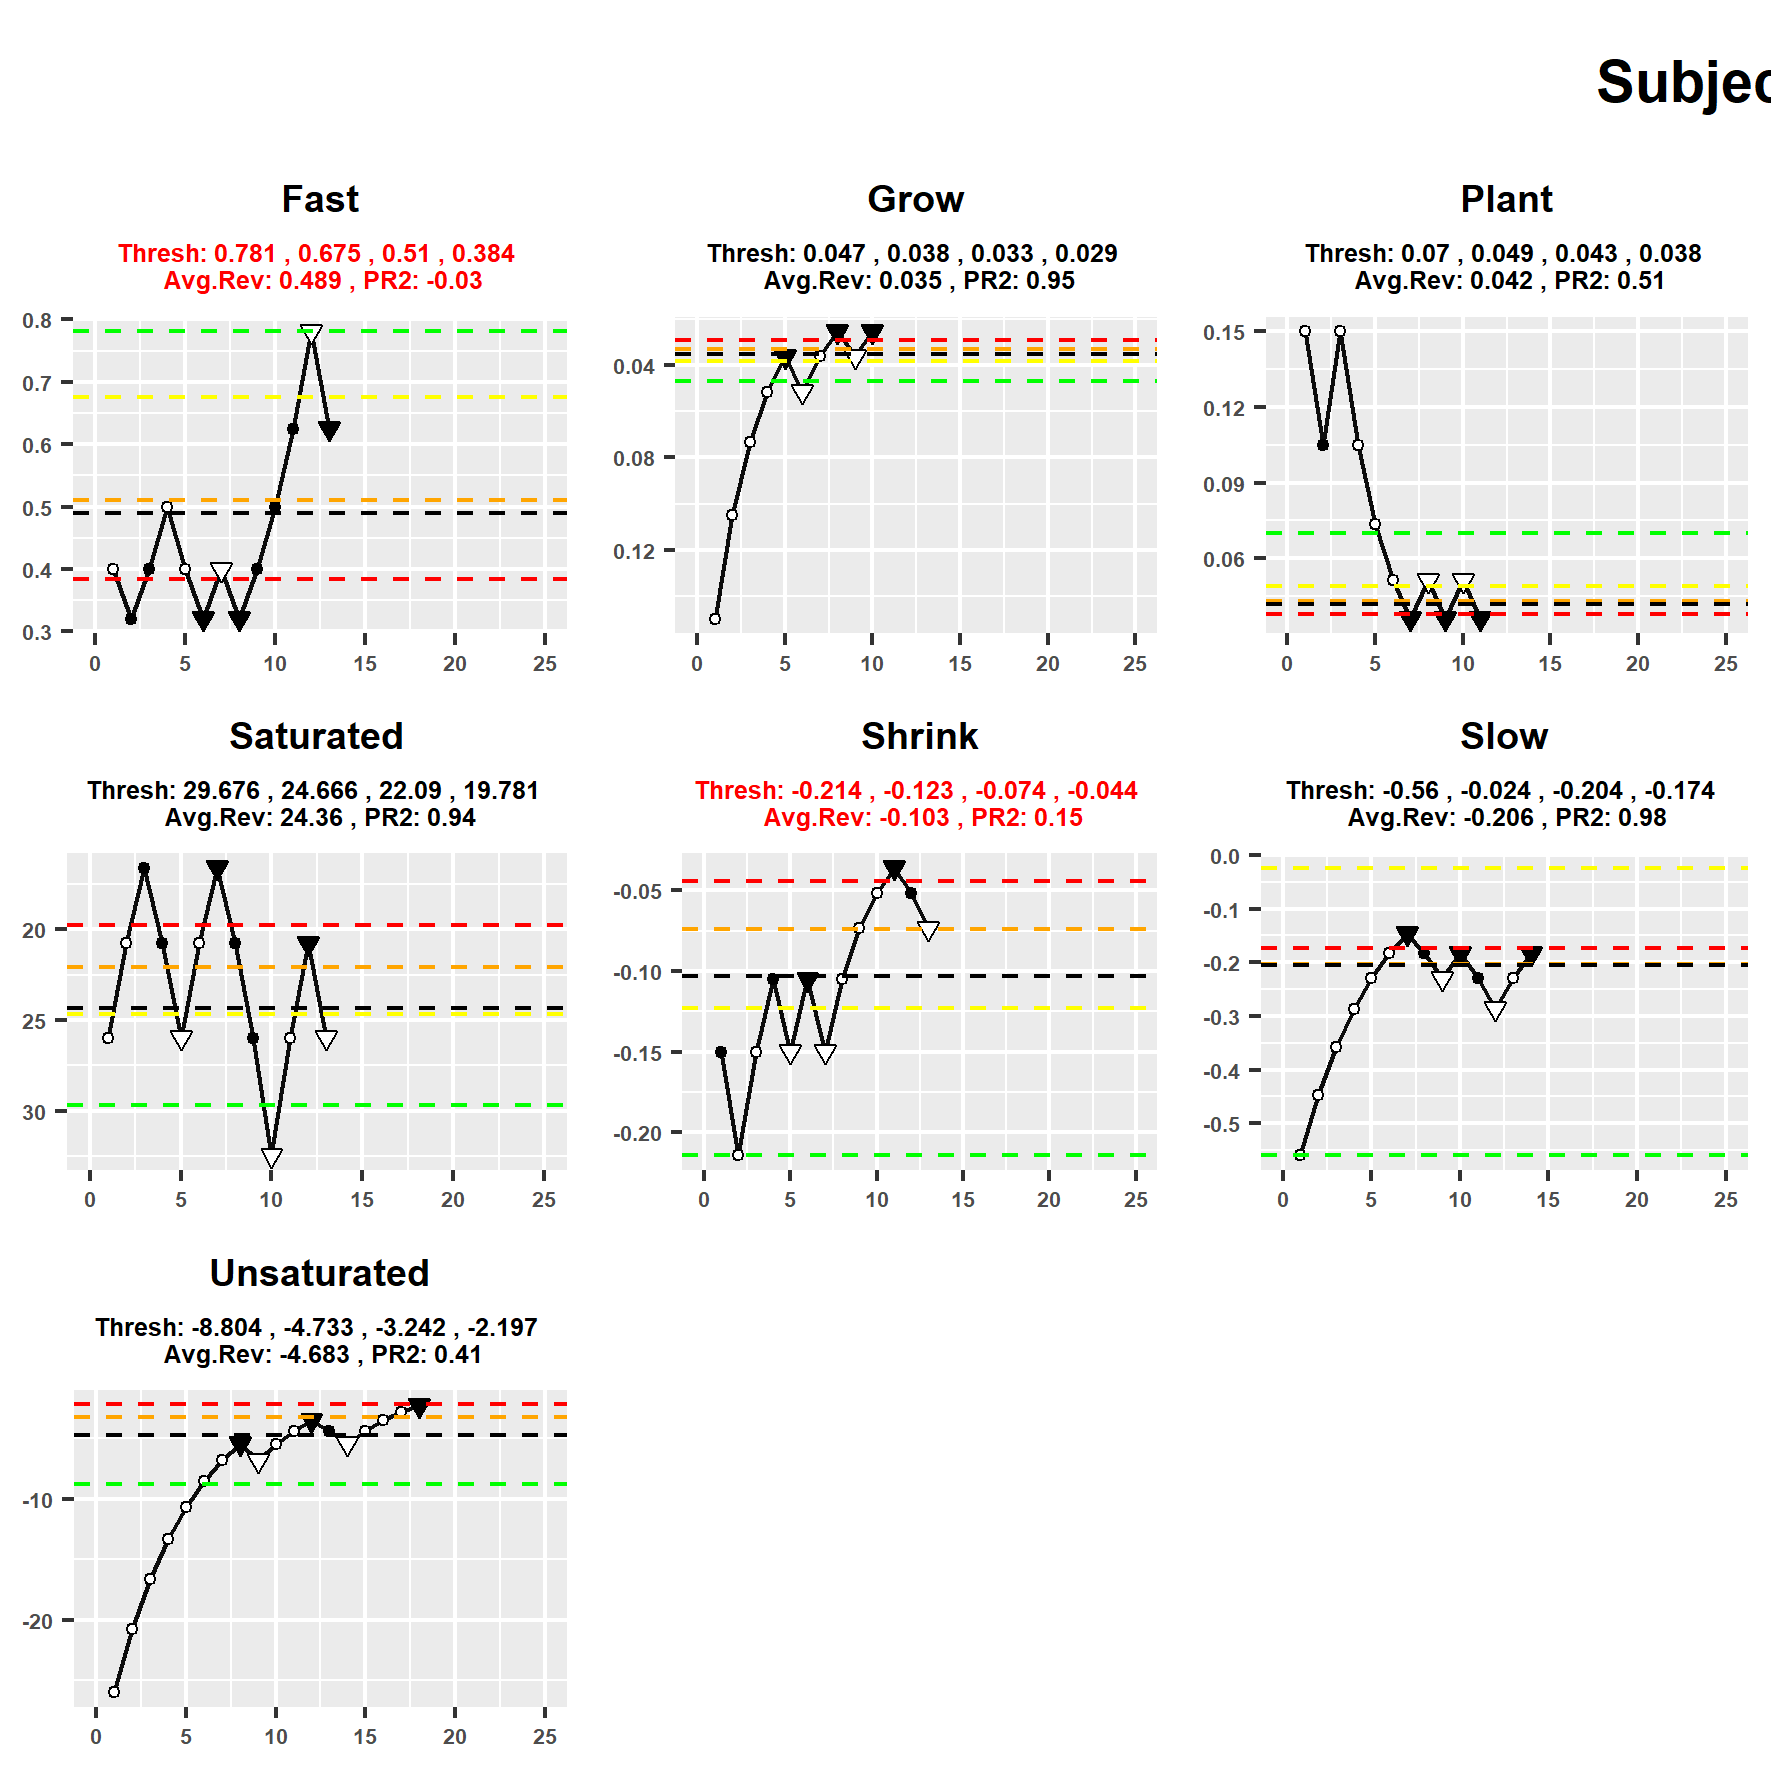 Subjec
Fast
Thresh: 0.781 , 0.675 , 0.51 , 0.384
Avg.Rev: 0.489 , PR2: -0.03
0.8
0.7
0.6
0.5
0.4
0.3
0 5 10 15 20 25
Grow
Thresh: 0.047 , 0.038 , 0.033 , 0.029
Avg.Rev: 0.035 , PR2: 0.95
0.04
0.08
0.12
0 5 10 15 20 25
Plant
Thresh: 0.07 , 0.049 , 0.043 , 0.038
Avg.Rev: 0.042 , PR2: 0.51
0.15
0.12
0.09
0.06
0 5 10 15 20 25
Saturated
Thresh: 29.676 , 24.666 , 22.09 , 19.781
Avg.Rev: 24.36 , PR2: 0.94
20
25
30
0 5 10 15 20 25
Shrink
Thresh: -0.214 , -0.123 , -0.074 , -0.044
Avg.Rev: -0.103 , PR2: 0.15
-0.05
-0.10
-0.15
-0.20
0 5 10 15 20 25
Slow
Thresh: -0.56 , -0.024 , -0.204 , -0.174
Avg.Rev: -0.206 , PR2: 0.98
0.0
-0.1
-0.2
-0.3
-0.4
-0.5
0 5 10 15 20 25
Unsaturated
Thresh: -8.804 , -4.733 , -3.242 , -2.197
Avg.Rev: -4.683 , PR2: 0.41
-10
-20
0 5 10 15 20 25